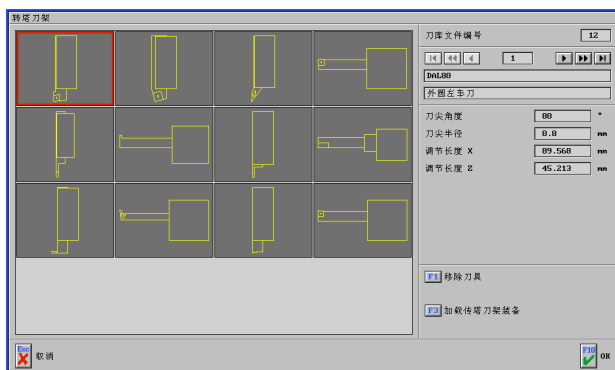 转塔刀架
刀库文件编号 12
1
DAL80
外圆左车刀
刀尖角度 80 °
刀尖半径 0.8 mm
调节长度 X 89.568 mm
调节长度 Z 45.213 mm
F1 移除刀具
F3 加载传塔刀架装备
Esc 取消
F10 OK